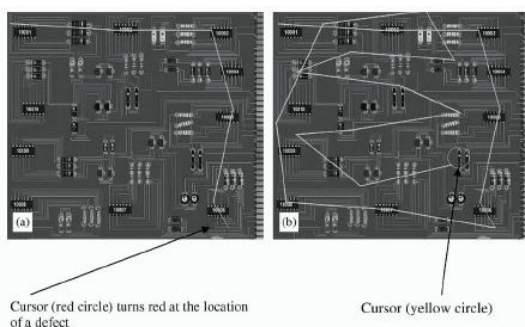 (a)
(b)
Cursor (red circle) turns red at the location
of a defect
Cursor (yellow circle)